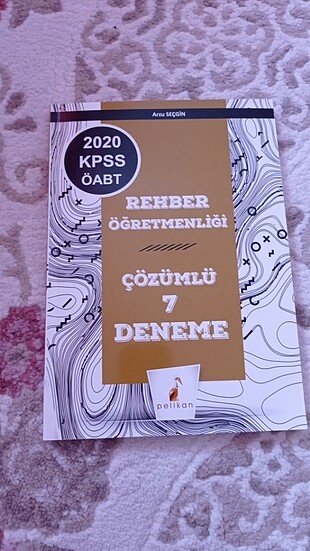 Arzu SEÇGİN
2020
KPSS
ÖABT
REHBER
ÖĞRETMENLİĞİ
ÇÖZÜMLÜ
7
DENEME
pelikan